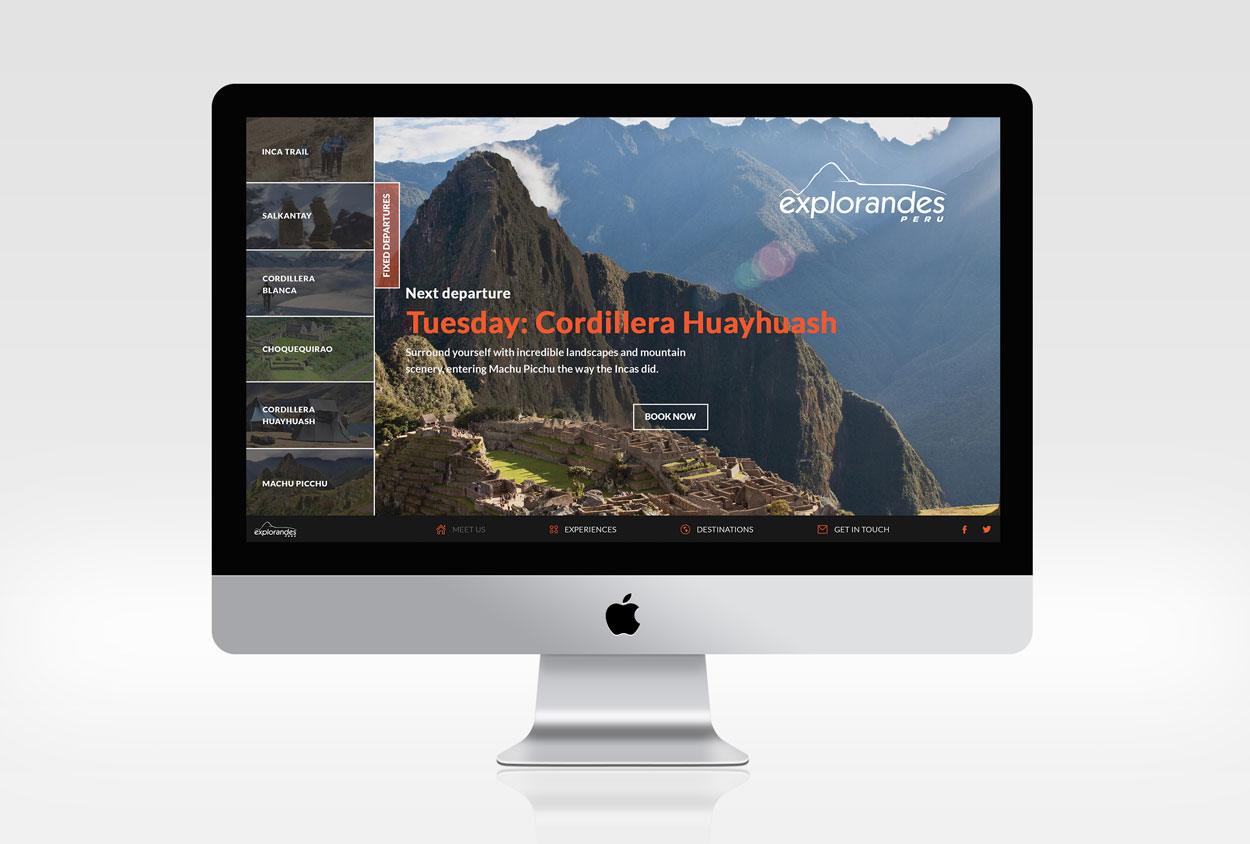 INCA TRAIL
SALKANTAY
CORDILLERA
BLANCA
CHOQUEQUIRAO
CORDILLERA
HUAYHUASH
MACHU PICCHU
FIXED DEPARTURES
explorandes
PERU
Next departure
Tuesday: Cordillera Huayhuash
Surround yourself with incredible landscapes and mountain
scenery, entering Machu Picchu the way the Incas did.
BOOK NOW
explorandes
MEET US
EXPERIENCES
DESTINATIONS
GET IN TOUCH